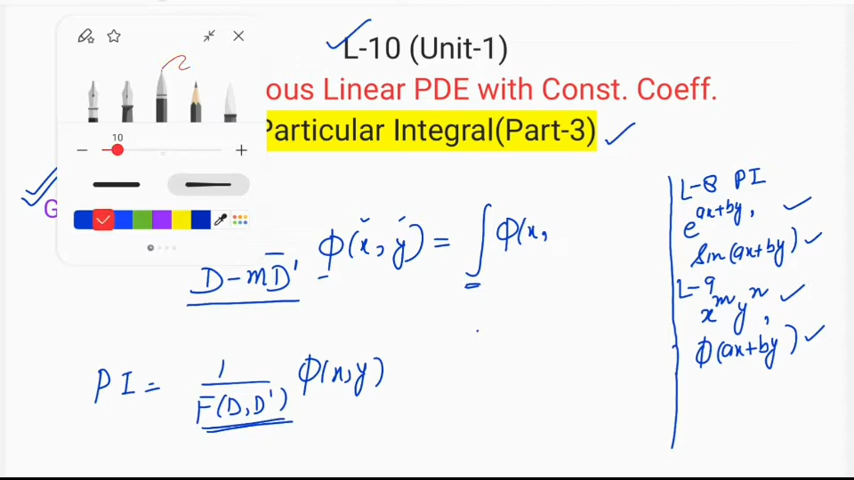 L-10 (Unit-1)
ous Linear PDE with Const. Coeff.
Particular Integral(Part-3)
10
G
L-8 PI
e^{ax+by},
sin(ax+by)
L-9
x^m y^n,
ϕ(ax+by)
D-mD' ϕ(x,y) = ∫ϕ(x,
PI = 1/F(D,D') ϕ(x,y)